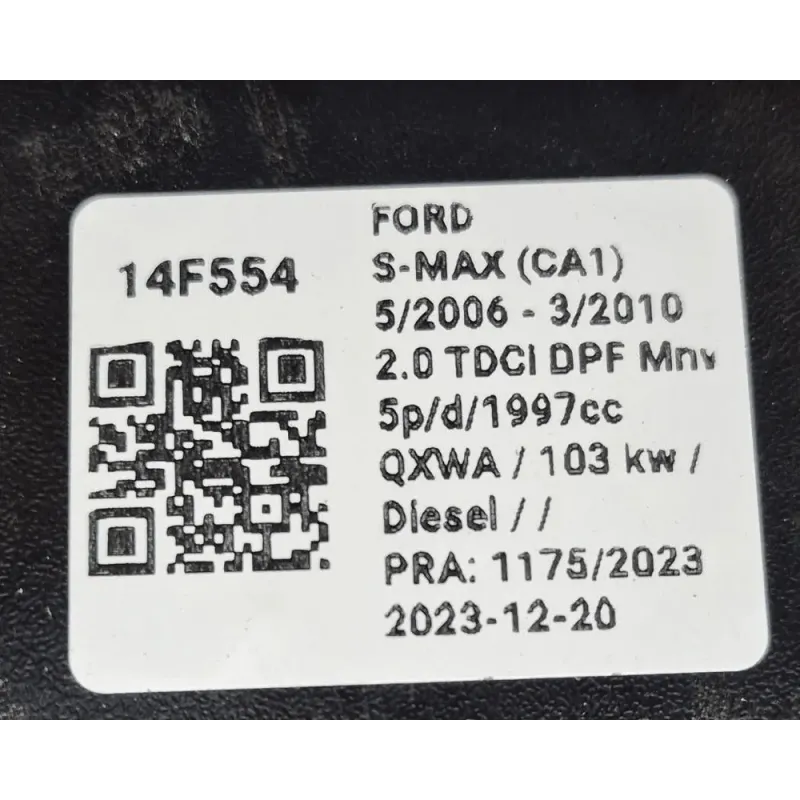 14F554
FORD
S-MAX (CA1)
5/2006 - 3/2010
2.0 TDCI DPF Mnv
5p/d/1997cc
QXWA / 103 kw /
Diesel / /
PRA: 1175/2023
2023-12-20